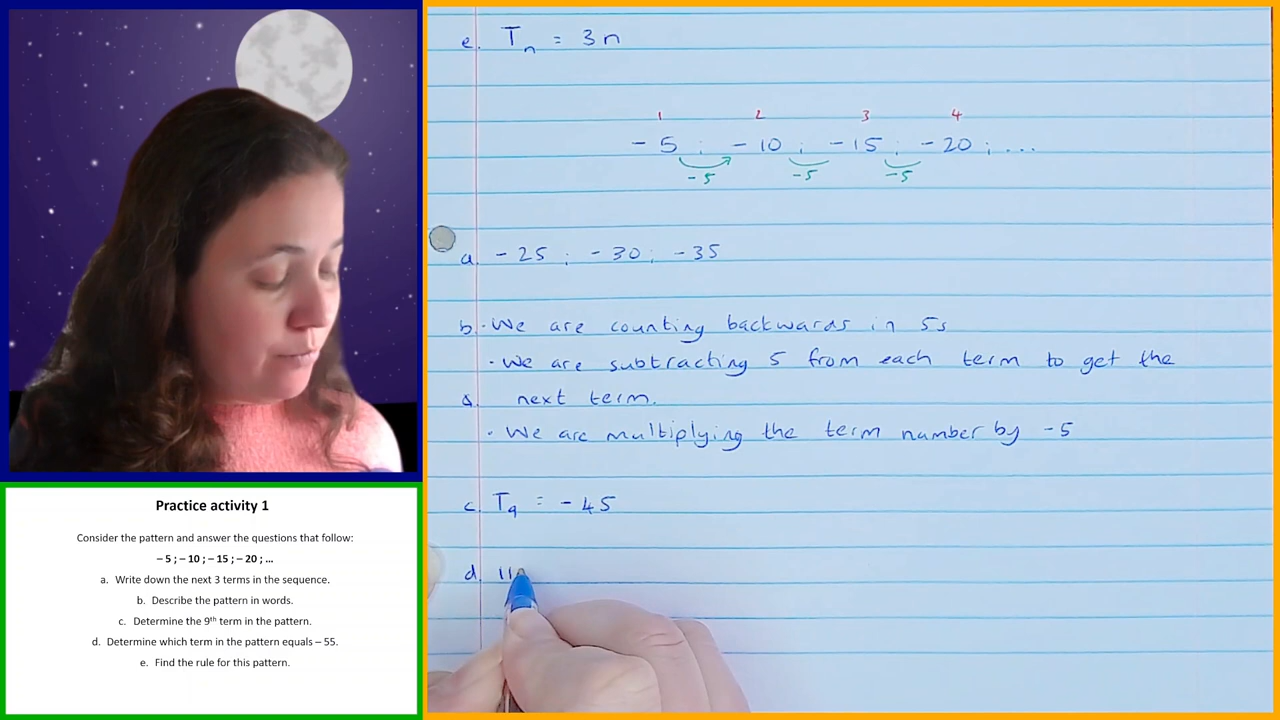 e. Tn = 3n
1 2 3 4
- 5 ; - 10 ; - 15 ; - 20 ; ...
-5 -5 -5
a. - 25 ; - 30 ; - 35
b. · We are counting backwards in 5s
· We are subtracting 5 from each term to get the
next term.
· We are multiplying the term number by -5
c. T9 = - 45
d. 11
Practice activity 1
Consider the pattern and answer the questions that follow:
– 5 ; – 10 ; – 15 ; – 20 ; ...
a. Write down the next 3 terms in the sequence.
b. Describe the pattern in words.
c. Determine the 9th term in the pattern.
d. Determine which term in the pattern equals – 55.
e. Find the rule for this pattern.